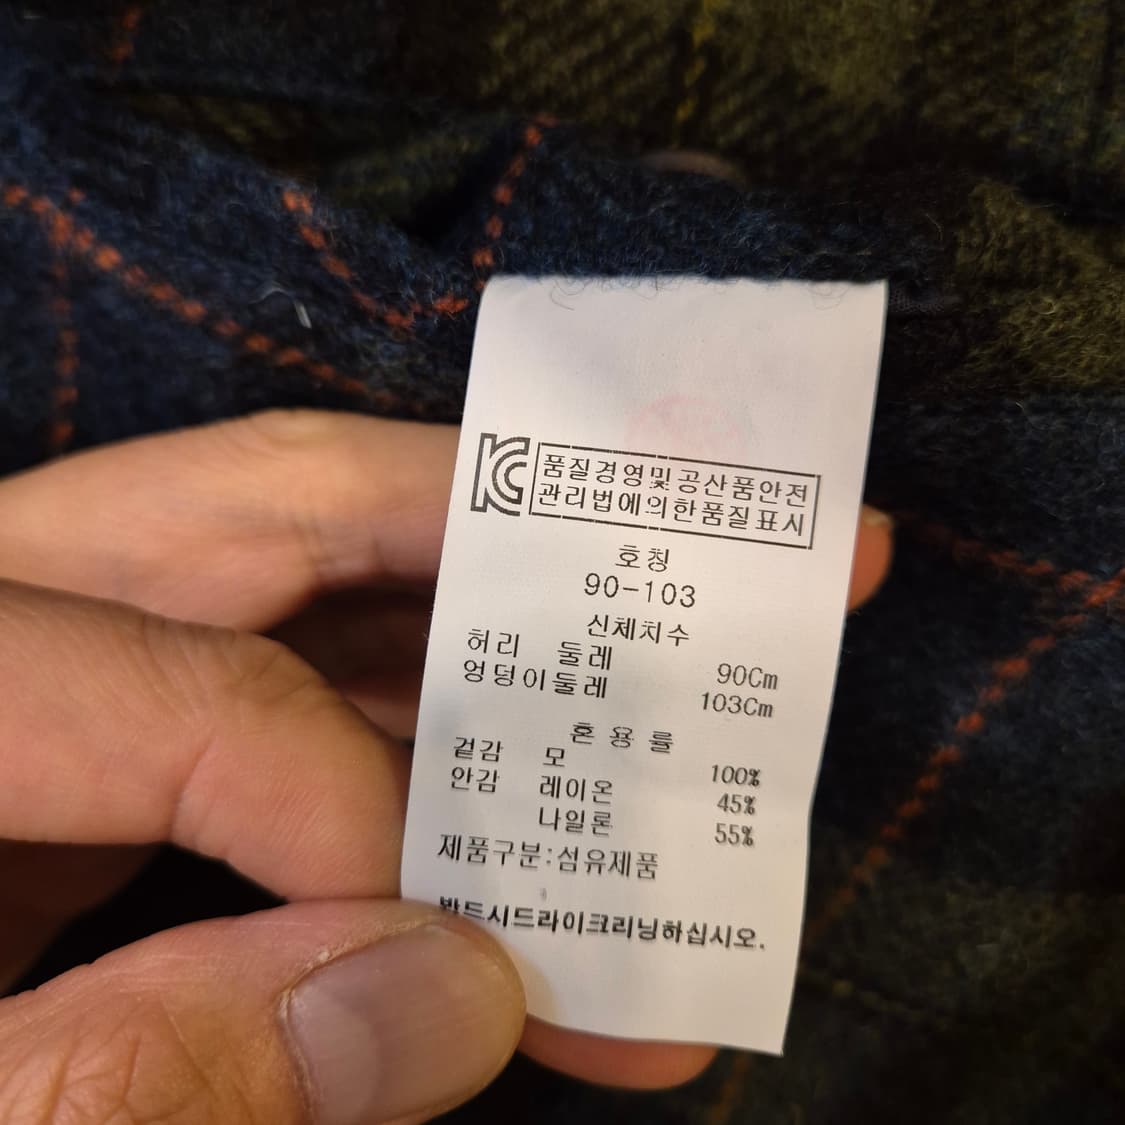 KC 품질경영및공산품안전
관리법에의한품질표시
호칭
90-103
신체치수
허리 둘레 90Cm
엉덩이둘레 103Cm
혼용률
겉감 모 100%
안감 레이온 45%
나일론 55%
제품구분:섬유제품
반드시드라이크리닝하십시오.